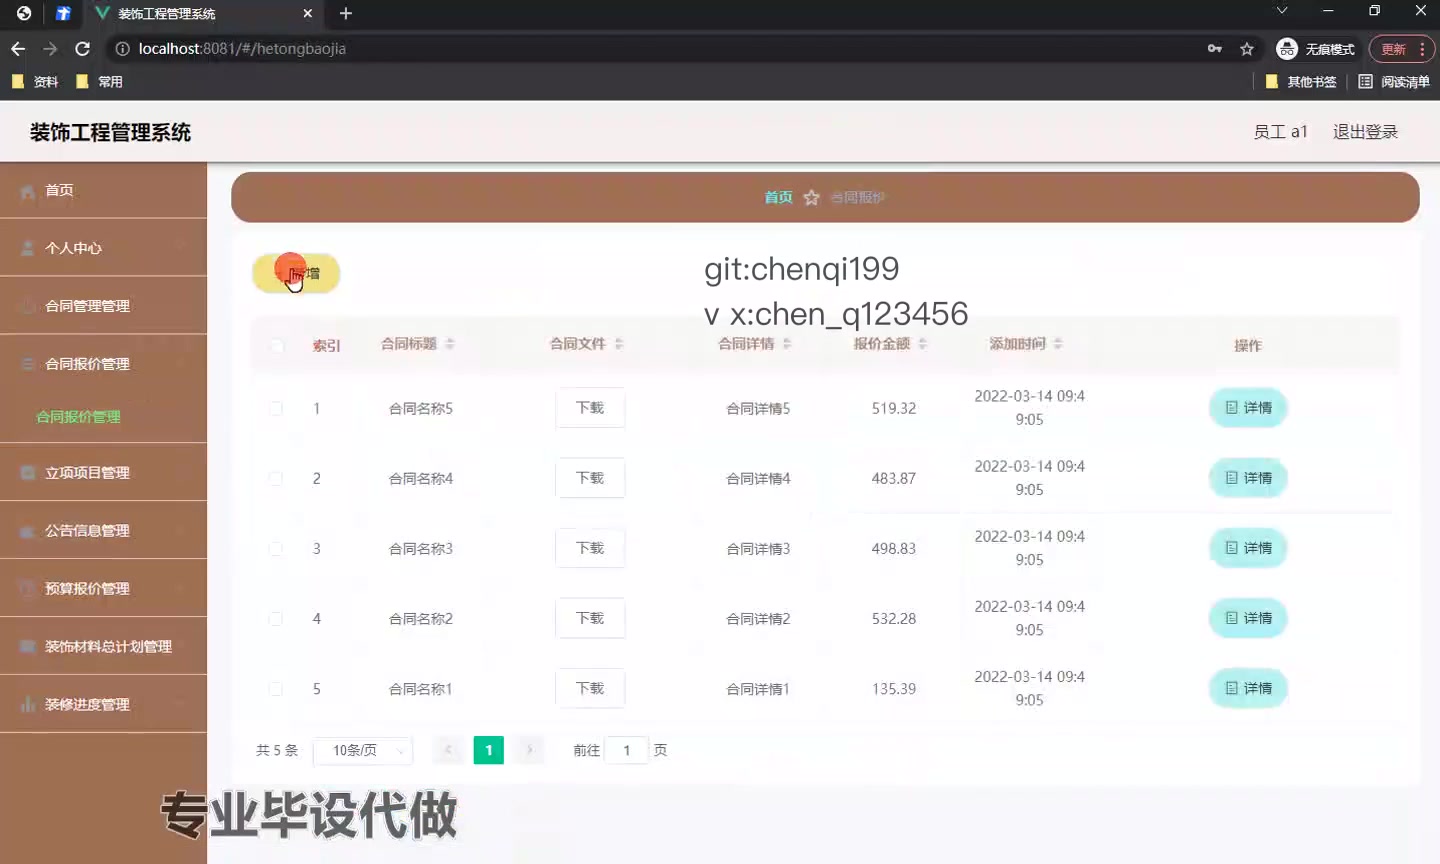 装饰工程管理系统
localhost:8081/#/hetongbaojia
无痕模式
更新
资料
常用
其他书签
阅读清单
装饰工程管理系统
员工 a1
退出登录
首页
个人中心
合同管理管理
合同报价管理
合同报价管理
立项项目管理
公告信息管理
预算报价管理
装饰材料总计划管理
装修进度管理
首页 合同报价
增
git:chenqi199
v x:chen_q123456
索引 合同标题 合同文件 合同详情 报价金额 添加时间 操作
1 合同名称5 下载 合同详情5 519.32 2022-03-14 09:4
9:05 详情
2 合同名称4 下载 合同详情4 483.87 2022-03-14 09:4
9:05 详情
3 合同名称3 下载 合同详情3 498.83 2022-03-14 09:4
9:05 详情
4 合同名称2 下载 合同详情2 532.28 2022-03-14 09:4
9:05 详情
5 合同名称1 下载 合同详情1 135.39 2022-03-14 09:4
9:05 详情
共 5 条 10条/页 1 前往 1 页
专业毕设代做